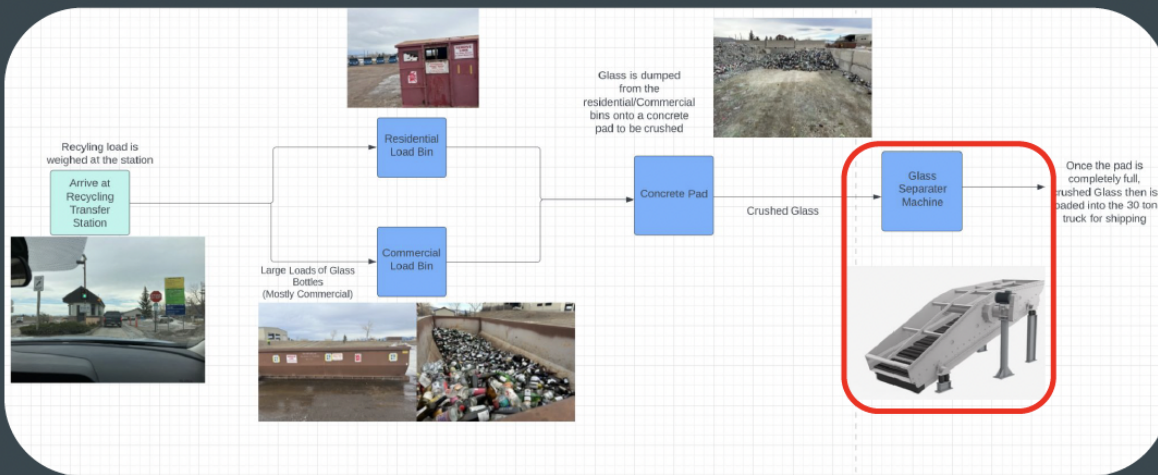 Recyling load is
weighed at the station
Arrive at
Recycling
Transfer
Station
Residential
Load Bin
Large Loads of Glass
Bottles
(Mostly Commercial)
Commercial
Load Bin
Glass is dumped
from the
residential/Commercial
bins onto a concrete
pad to be crushed
Concrete Pad
Crushed Glass
Glass
Separater
Machine
Once the pad is
completely full,
crushed Glass then is
loaded into the 30 ton
truck for shipping